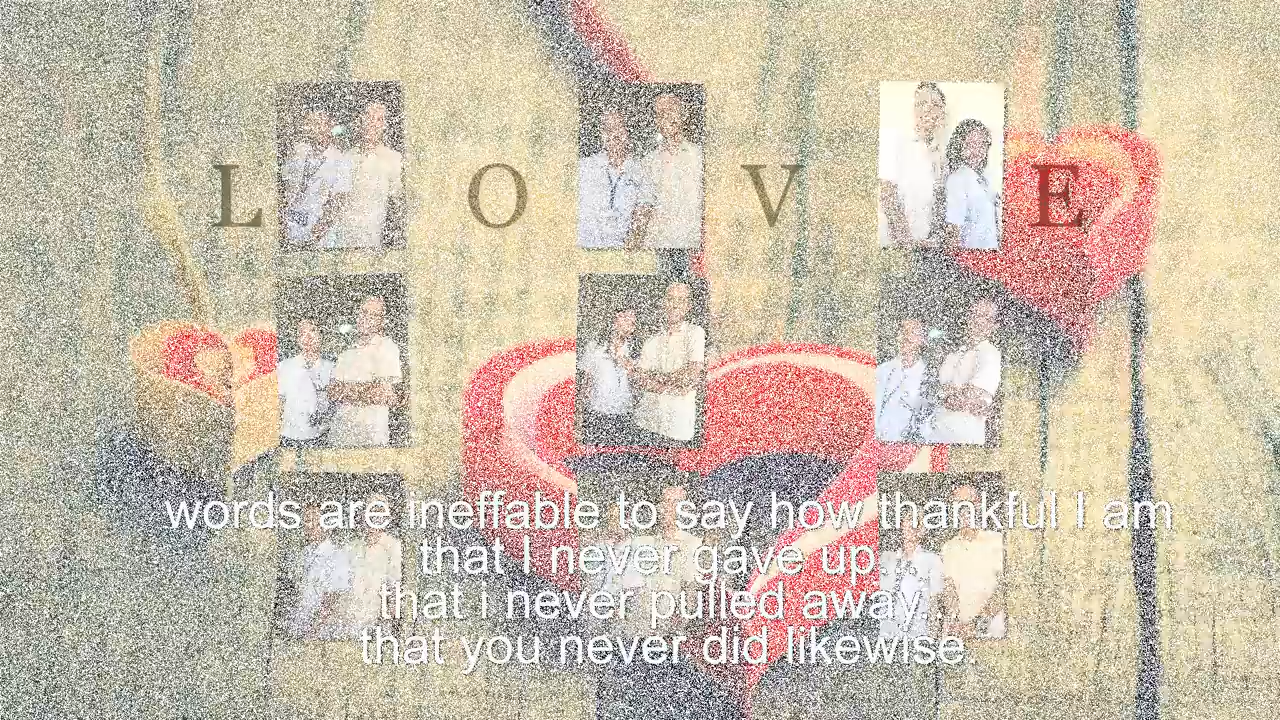 L O V E
words are ineffable to say how thankful I am
that I never gave up.
that i never pulled away.
that you never did likewise.